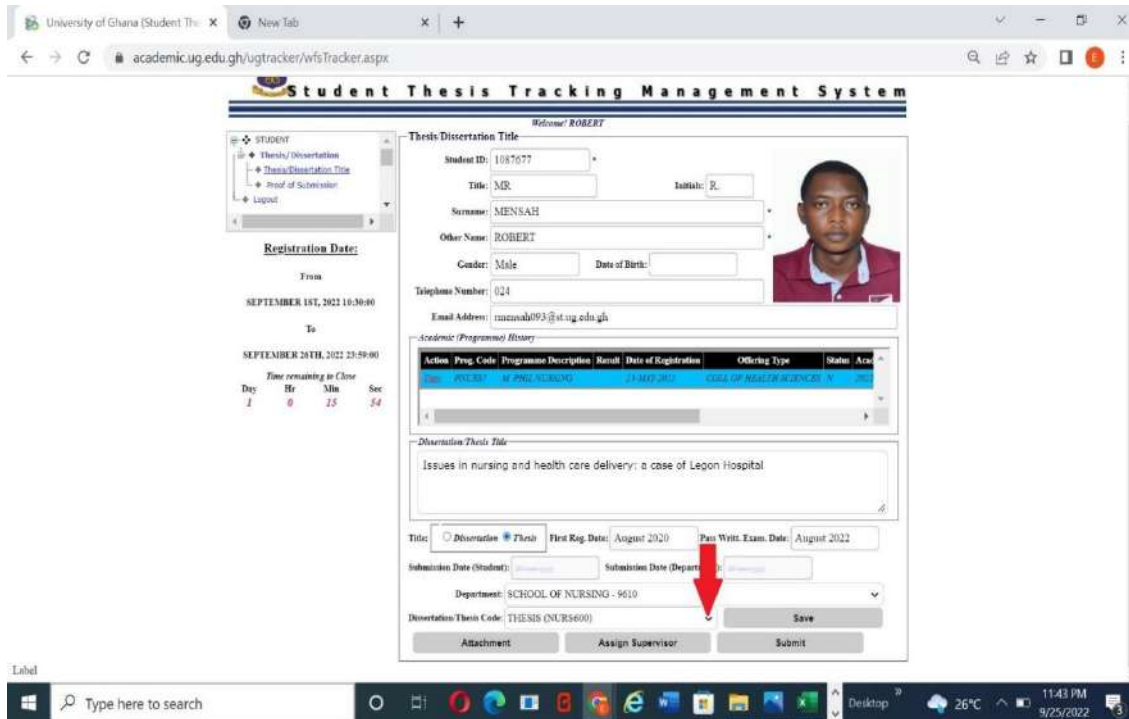 University of Ghana (Student The
New Tab
academic.ug.edu.gh/ugtracker/wfsTracker.aspx
E
Student Thesis Tracking Management System
Welcome! ROBERT
STUDENT
Thesis/Dissertation
Thesis/Dissertation Title
Proof of Submission
Logout
Registration Date:
From
SEPTEMBER 1ST, 2022 10:30:00
To
SEPTEMBER 26TH, 2022 23:59:00
Time remaining to Close
Day Hr Min Sec
1 0 15 54
Thesis/Dissertation Title
Student ID: 1087677 *
Title: MR Initials: R.
Surname: MENSAH *
Other Name: ROBERT *
Gender: Male Date of Birth:
Telephone Number: 024
Email Address: rmensah093@st.ug.edu.gh
Academic (Programme) History
Action Prog. Code Programme Description Result Date of Registration Offering Type Status Acad
M. PHIL NURSING COLL OF HEALTH SCIENCES N
Dissertation/Thesis Title
Issues in nursing and health care delivery: a case of Legon Hospital
Title: Dissertation Thesis First Reg. Date: August 2020 Pass Writt. Exam. Date: August 2022
Submission Date (Student): Submission Date
Department: SCHOOL OF NURSING - 9610
Dissertation/Thesis Code: THESIS (NURS600) Save
Attachment Assign Supervisor Submit
Label
Type here to search
Desktop
26°C
11:43 PM
9/25/2022
3